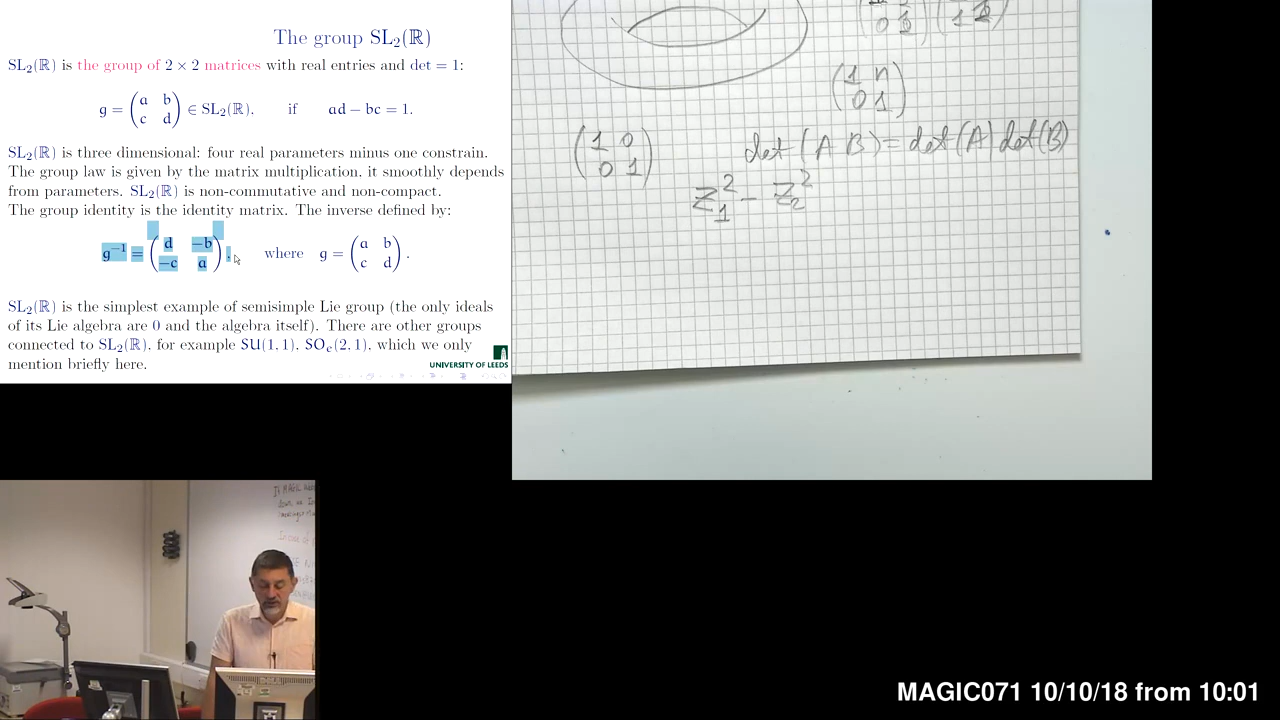 The group SL₂(ℝ)
SL₂(ℝ) is the group of 2 × 2 matrices with real entries and det = 1:
g = (a b
c d) ∈ SL₂(ℝ). if ad − bc = 1.
SL₂(ℝ) is three dimensional: four real parameters minus one constrain.
The group law is given by the matrix multiplication, it smoothly depends
from parameters. SL₂(ℝ) is non-commutative and non-compact.
The group identity is the identity matrix. The inverse defined by:
g⁻¹ = (d −b
−c a). where g = (a b
c d).
SL₂(ℝ) is the simplest example of semisimple Lie group (the only ideals
of its Lie algebra are 0 and the algebra itself). There are other groups
connected to SL₂(ℝ), for example SU(1,1), SOₑ(2,1), which we only
mention briefly here.
UNIVERSITY OF LEEDS
(1 n
0 1)
(1 0
0 1)
det(AB) = det(A)det(B)
z₁² − z₂²
MAGIC071 10/10/18 from 10:01